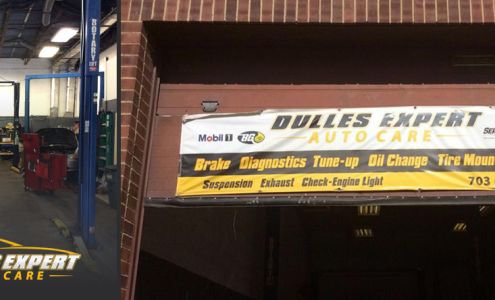 ROTARY
LIFT
DULLES EXPERT
Mobil 1 BG AUTO CARE
Brake Diagnostics Tune-up Oil Change Tire Moun
Suspension Exhaust Check-Engine Light 703
S EXPERT
CARE